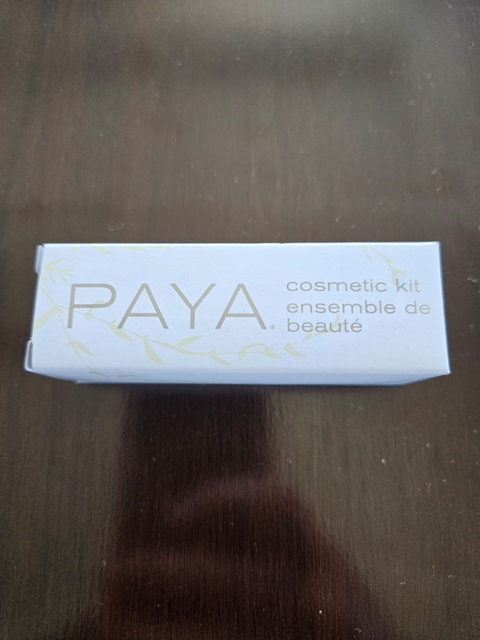 PAYA®
cosmetic kit
ensemble de
beauté